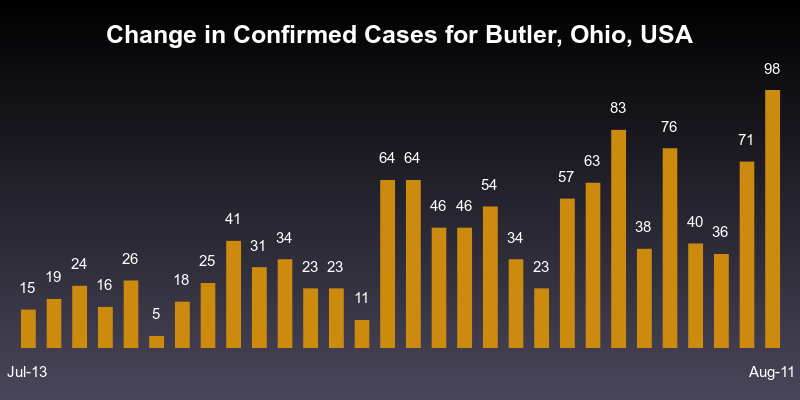 Change in Confirmed Cases for Butler, Ohio, USA
15 19 24 16 26 5 18 25 41 31 34 23 23 11 64 64 46 46 54 34 23 57 63 83 38 76 40 36 71 98
Jul-13 Aug-11